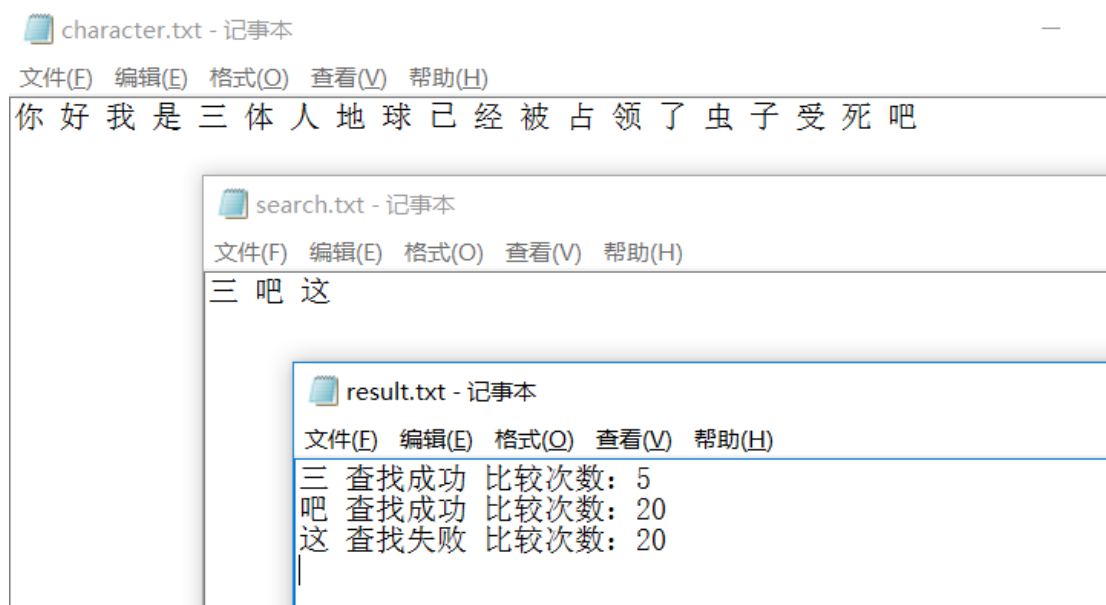 character.txt - 记事本
文件(F) 编辑(E) 格式(O) 查看(V) 帮助(H)
你 好 我 是 三 体 人 地 球 已 经 被 占 领 了 虫 子 受 死 吧
search.txt - 记事本
文件(F) 编辑(E) 格式(O) 查看(V) 帮助(H)
三 吧 这
result.txt - 记事本
文件(F) 编辑(E) 格式(O) 查看(V) 帮助(H)
三 查找成功 比较次数：5
吧 查找成功 比较次数：20
这 查找失败 比较次数：20